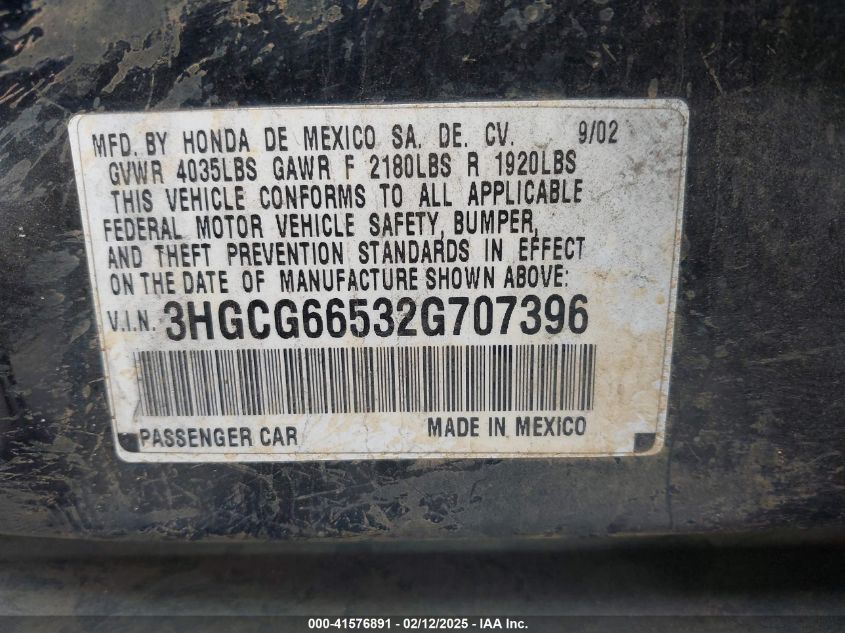 MFD. BY HONDA DE MEXICO SA. DE. CV. 9/02
GVWR 4035LBS GAWR F 2180LBS R 1920LBS
THIS VEHICLE CONFORMS TO ALL APPLICABLE
FEDERAL MOTOR VEHICLE SAFETY, BUMPER,
AND THEFT PREVENTION STANDARDS IN EFFECT
ON THE DATE OF MANUFACTURE SHOWN ABOVE:
V.I.N. 3HGCG66532G707396
PASSENGER CAR MADE IN MEXICO
000-41576891 - 02/12/2025 - IAA Inc.